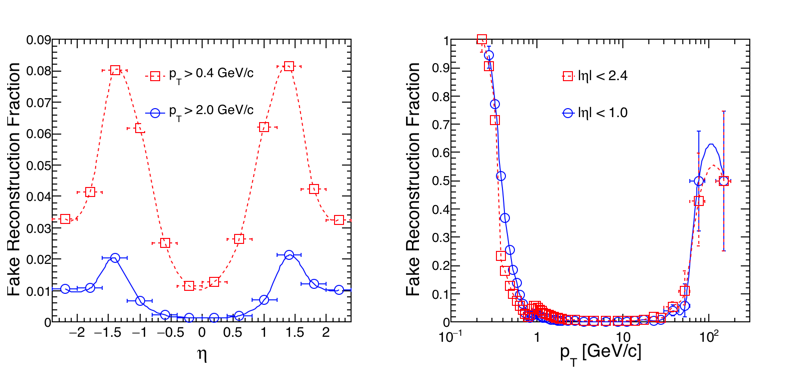 Fake Reconstruction Fraction
0.09
0.08
0.07
0.06
0.05
0.04
0.03
0.02
0.01
0
p_T > 0.4 GeV/c
p_T > 2.0 GeV/c
−2 −1.5 −1 −0.5 0 0.5 1 1.5 2
η
Fake Reconstruction Fraction
1
0.9
0.8
0.7
0.6
0.5
0.4
0.3
0.2
0.1
0
|η| < 2.4
|η| < 1.0
10⁻¹ 1 10 10²
p_T [GeV/c]